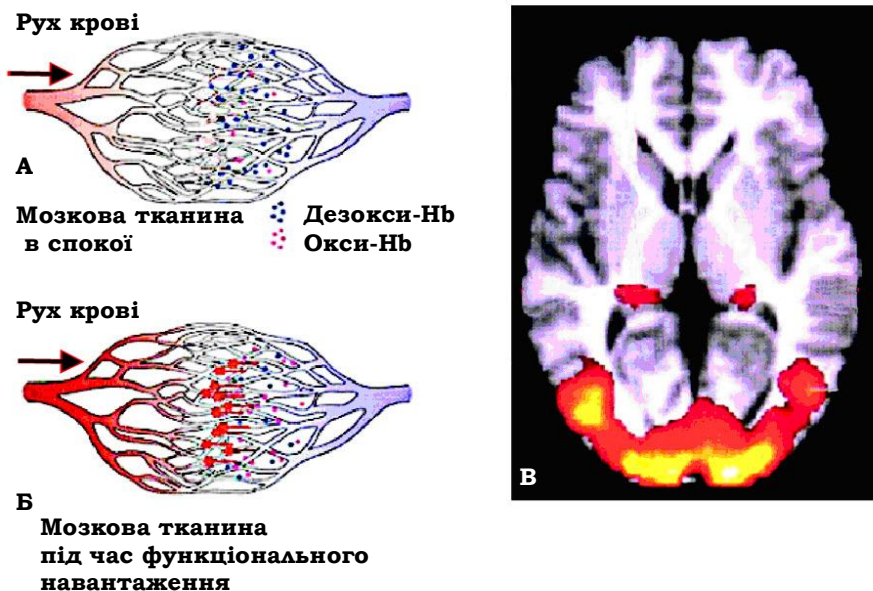 Рух крові
А
Мозкова тканина
в спокої
Дезокси-Hb
Окси-Hb
Рух крові
Б
Мозкова тканина
під час функціонального
навантаження
В